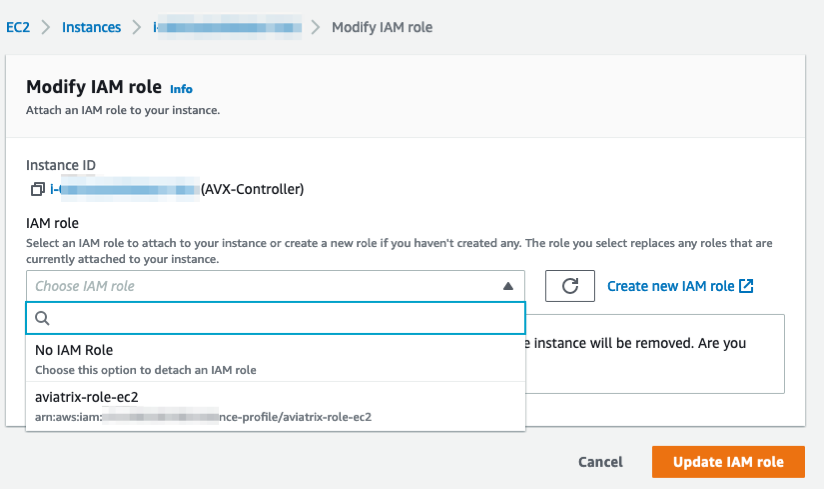 EC2 > Instances > i- > Modify IAM role
Modify IAM role Info
Attach an IAM role to your instance.
Instance ID
i- (AVX-Controller)
IAM role
Select an IAM role to attach to your instance or create a new role if you haven't created any. The role you select replaces any roles that are
currently attached to your instance.
Choose IAM role
Create new IAM role
No IAM Role
Choose this option to detach an IAM role
instance will be removed. Are you
aviatrix-role-ec2
arn:aws:iam: nce-profile/aviatrix-role-ec2
Cancel
Update IAM role